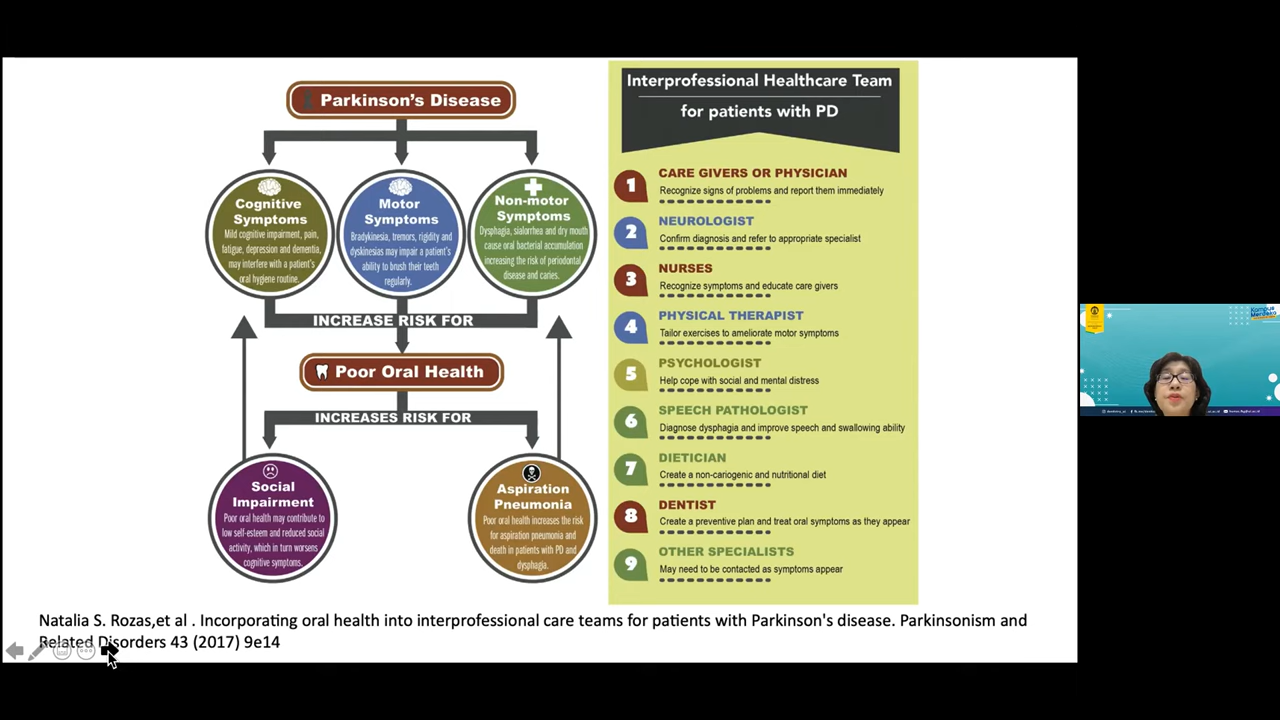 Parkinson's Disease
Cognitive
Symptoms
Mild cognitive impairment, pain,
fatigue, depression and dementia,
may interfere with a patient's
oral hygiene routine.
Motor
Symptoms
Bradykinesia, tremors, rigidity and
dyskinesias may impair a patient's
ability to brush their teeth
regularly.
Non-motor
Symptoms
Dysphagia, sialorrhea and dry mouth
cause oral bacterial accumulation
increasing the risk of periodontal
disease and caries.
INCREASE RISK FOR
Poor Oral Health
INCREASES RISK FOR
Social
Impairment
Poor oral health may contribute to
low self-esteem and reduced social
activity, which in turn worsens
cognitive symptoms.
Aspiration
Pneumonia
Poor oral health increases the risk
for aspiration pneumonia and
death in patients with PD and
dysphagia.
Interprofessional Healthcare Team
for patients with PD
1 CARE GIVERS OR PHYSICIAN
Recognize signs of problems and report them immediately
2 NEUROLOGIST
Confirm diagnosis and refer to appropriate specialist
3 NURSES
Recognize symptoms and educate care givers
4 PHYSICAL THERAPIST
Tailor exercises to ameliorate motor symptoms
5 PSYCHOLOGIST
Help cope with social and mental distress
6 SPEECH PATHOLOGIST
Diagnose dysphagia and improve speech and swallowing ability
7 DIETICIAN
Create a non-cariogenic and nutritional diet
8 DENTIST
Create a preventive plan and treat oral symptoms as they appear
9 OTHER SPECIALISTS
May need to be contacted as symptoms appear
Natalia S. Rozas,et al . Incorporating oral health into interprofessional care teams for patients with Parkinson's disease. Parkinsonism and
Related Disorders 43 (2017) 9e14
Kampus
Merdeka